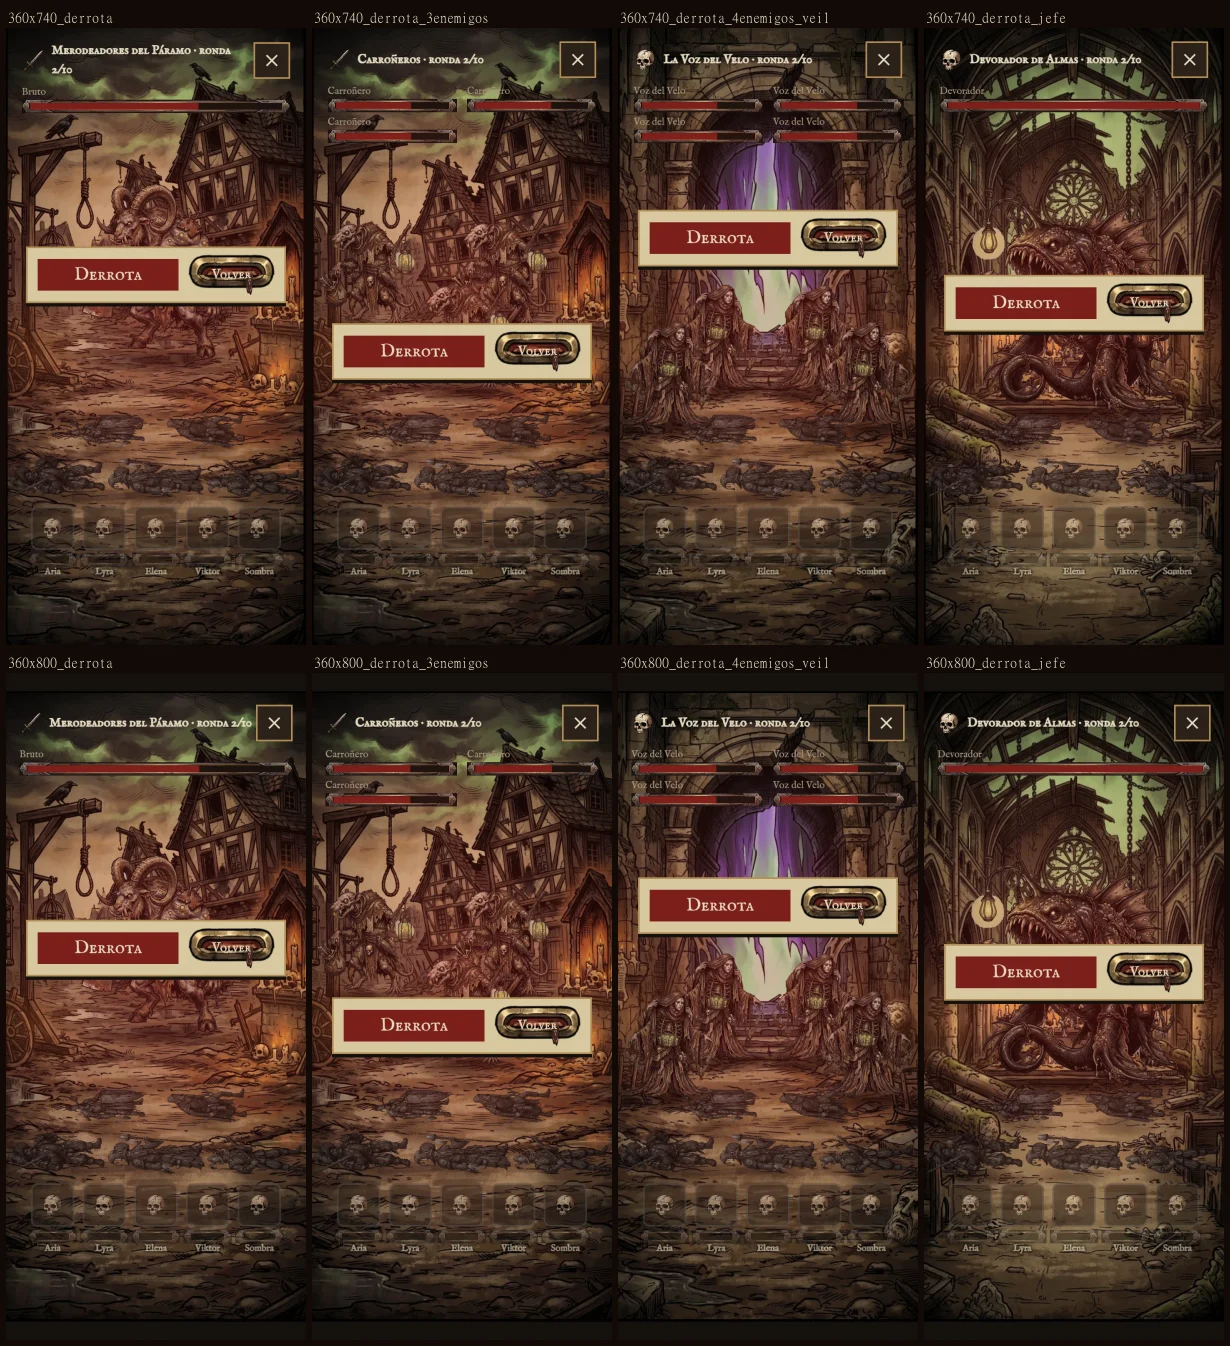 360x740_derrota
Merodeadores del Páramo · ronda
2/10
Bruto
Derrota
Volver
Aria Lyra Elena Viktor Sombra
360x740_derrota_3enemigos
Carroñeros · ronda 2/10
Carroñero Carroñero
Carroñero
Derrota
Volver
Aria Lyra Elena Viktor Sombra
360x740_derrota_4enemigos_veil
La Voz del Velo · ronda 2/10
Voz del Velo Voz del Velo
Voz del Velo Voz del Velo
Derrota
Volver
Aria Lyra Elena Viktor Sombra
360x740_derrota_jefe
Devorador de Almas · ronda 2/10
Devorador
Derrota
Volver
Aria Lyra Elena Viktor Sombra
360x800_derrota
Merodeadores del Páramo · ronda 2/10
Bruto
Derrota
Volver
Aria Lyra Elena Viktor Sombra
360x800_derrota_3enemigos
Carroñeros · ronda 2/10
Carroñero Carroñero
Carroñero
Derrota
Volver
Aria Lyra Elena Viktor Sombra
360x800_derrota_4enemigos_veil
La Voz del Velo · ronda 2/10
Voz del Velo Voz del Velo
Voz del Velo Voz del Velo
Derrota
Volver
Aria Lyra Elena Viktor Sombra
360x800_derrota_jefe
Devorador de Almas · ronda 2/10
Devorador
Derrota
Volver
Aria Lyra Elena Viktor Sombra